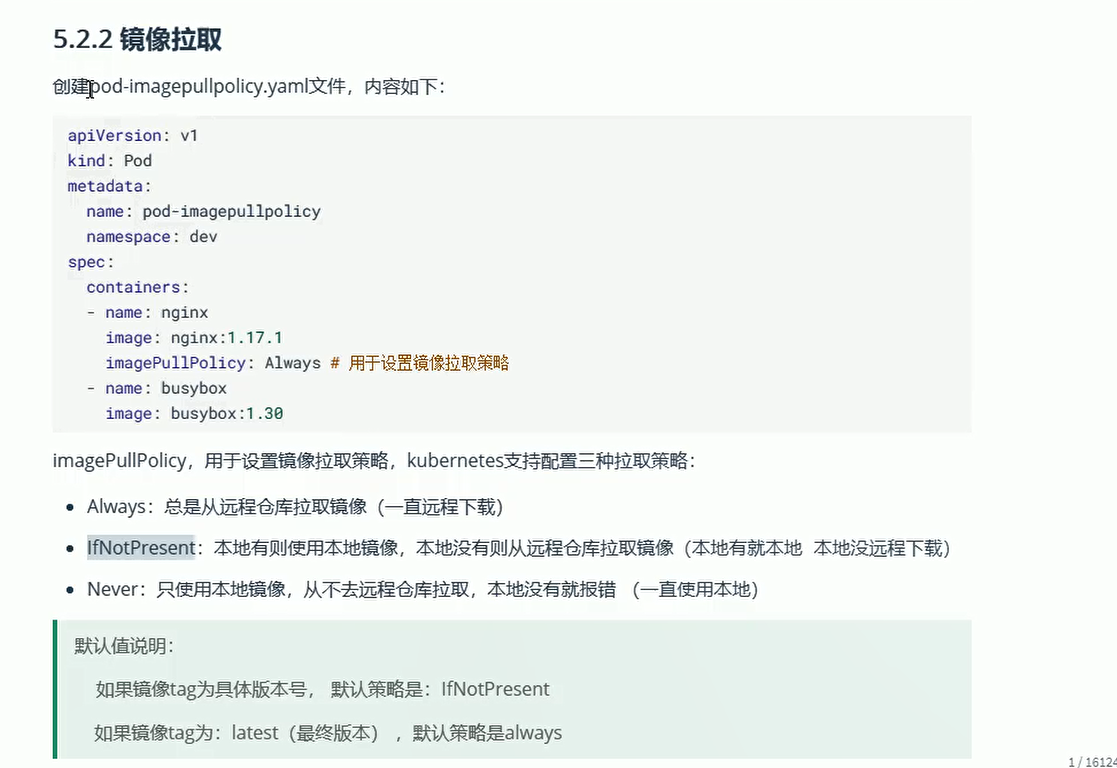 5.2.2 镜像拉取
创建pod-imagepullpolicy.yaml文件，内容如下：
apiVersion: v1
kind: Pod
metadata:
  name: pod-imagepullpolicy
  namespace: dev
spec:
  containers:
  - name: nginx
    image: nginx:1.17.1
    imagePullPolicy: Always # 用于设置镜像拉取策略
  - name: busybox
    image: busybox:1.30
imagePullPolicy，用于设置镜像拉取策略，kubernetes支持配置三种拉取策略：
• Always：总是从远程仓库拉取镜像（一直远程下载）
• IfNotPresent：本地有则使用本地镜像，本地没有则从远程仓库拉取镜像（本地有就本地 本地没远程下载）
• Never：只使用本地镜像，从不去远程仓库拉取，本地没有就报错 （一直使用本地）
默认值说明：
如果镜像tag为具体版本号， 默认策略是：IfNotPresent
如果镜像tag为：latest（最终版本） ，默认策略是always
1 / 16124